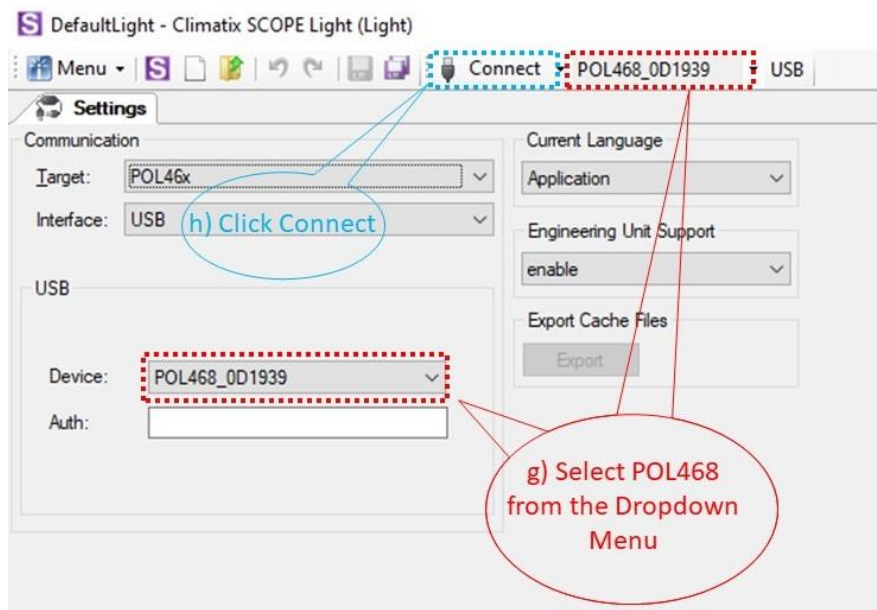 S DefaultLight - Climatix SCOPE Light (Light)
Menu S Connect POL468_0D1939 USB
Settings
Communication
Target: POL46x
Interface: USB
h) Click Connect
USB
Device: POL468_0D1939
Auth:
Current Language
Application
Engineering Unit Support
enable
Export Cache Files
Export
g) Select POL468
from the Dropdown
Menu